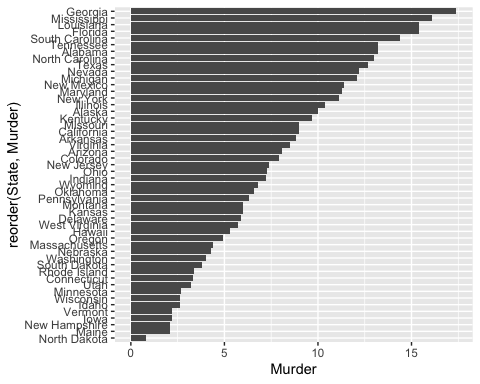 reorder(State, Murder)
Georgia
Mississippi
Louisiana
Florida
South Carolina
Tennessee
Alabama
North Carolina
Texas
Nevada
Michigan
New Mexico
Maryland
New York
Illinois
Alaska
Kentucky
Missouri
California
Arkansas
Virginia
Arizona
Colorado
New Jersey
Ohio
Indiana
Wyoming
Oklahoma
Pennsylvania
Montana
Kansas
Delaware
West Virginia
Hawaii
Oregon
Massachusetts
Nebraska
Washington
South Dakota
Rhode Island
Connecticut
Utah
Minnesota
Wisconsin
Idaho
Vermont
Iowa
New Hampshire
Maine
North Dakota
0 5 10 15
Murder